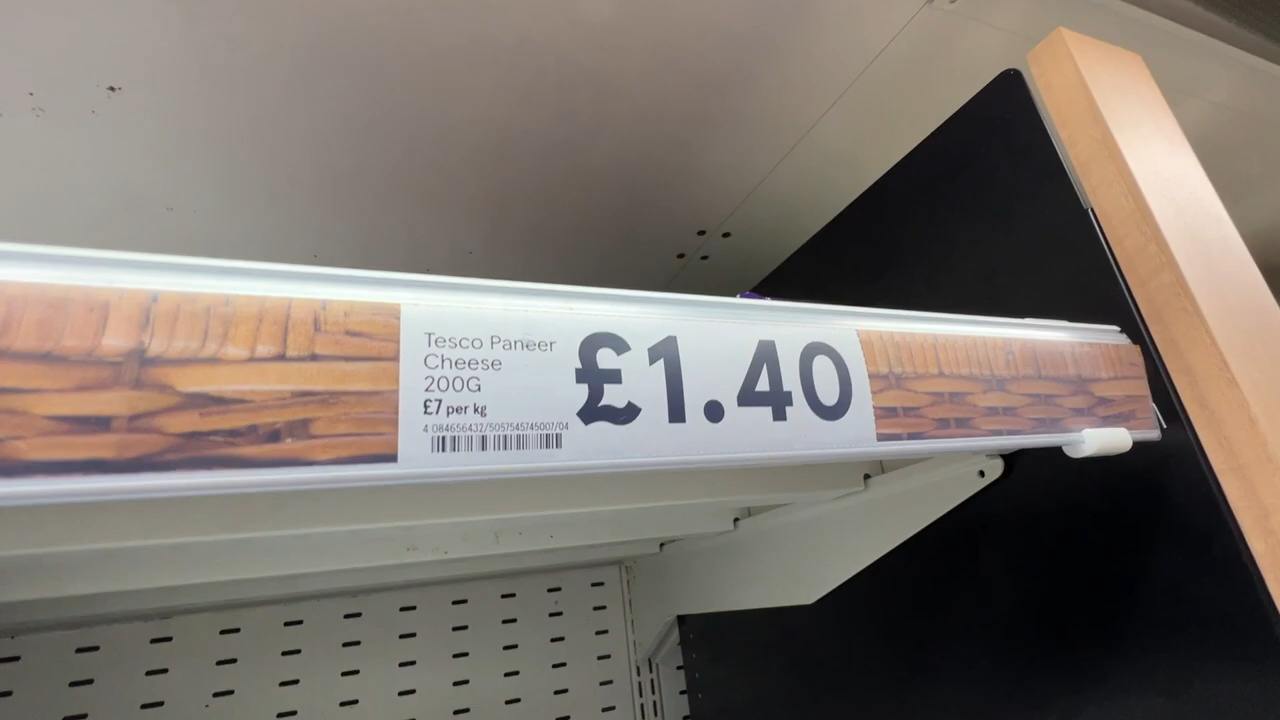 Tesco Paneer
Cheese
200G
£7 per kg
4 084656432/5057545745007/04
£1.40